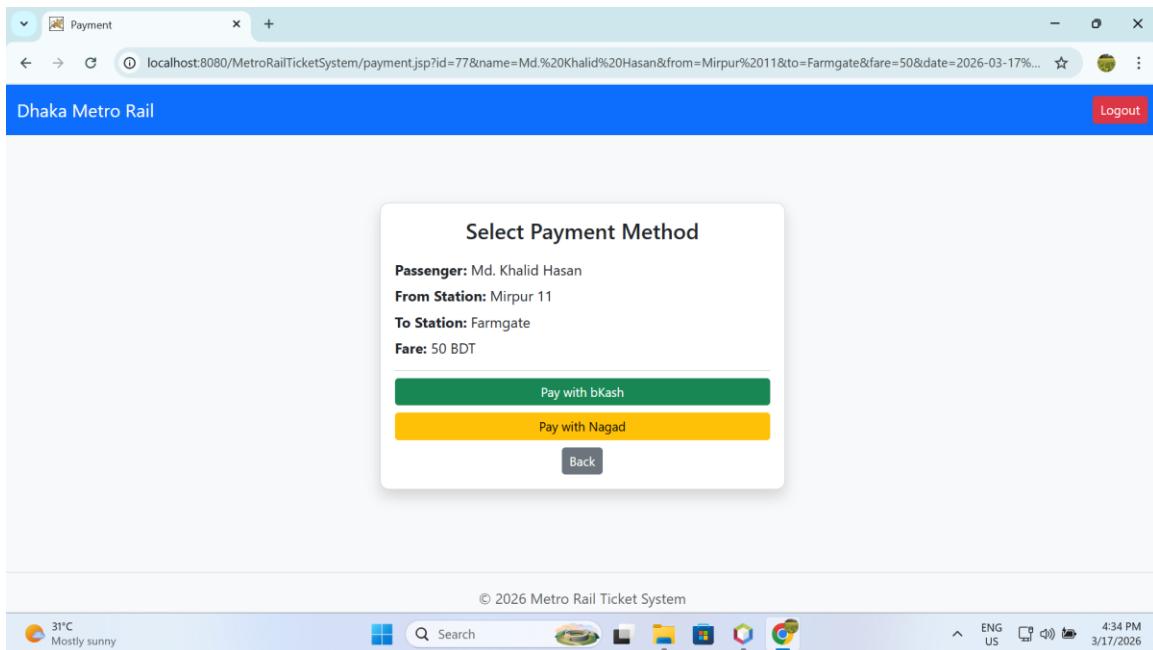 Payment
localhost:8080/MetroRailTicketSystem/payment.jsp?id=77&name=Md.%20Khalid%20Hasan&from=Mirpur%2011&to=Farmgate&fare=50&date=2026-03-17%...
Dhaka Metro Rail
Logout
Select Payment Method
Passenger: Md. Khalid Hasan
From Station: Mirpur 11
To Station: Farmgate
Fare: 50 BDT
Pay with bKash
Pay with Nagad
Back
© 2026 Metro Rail Ticket System
31°C
Mostly sunny
Search
ENG
US
4:34 PM
3/17/2026